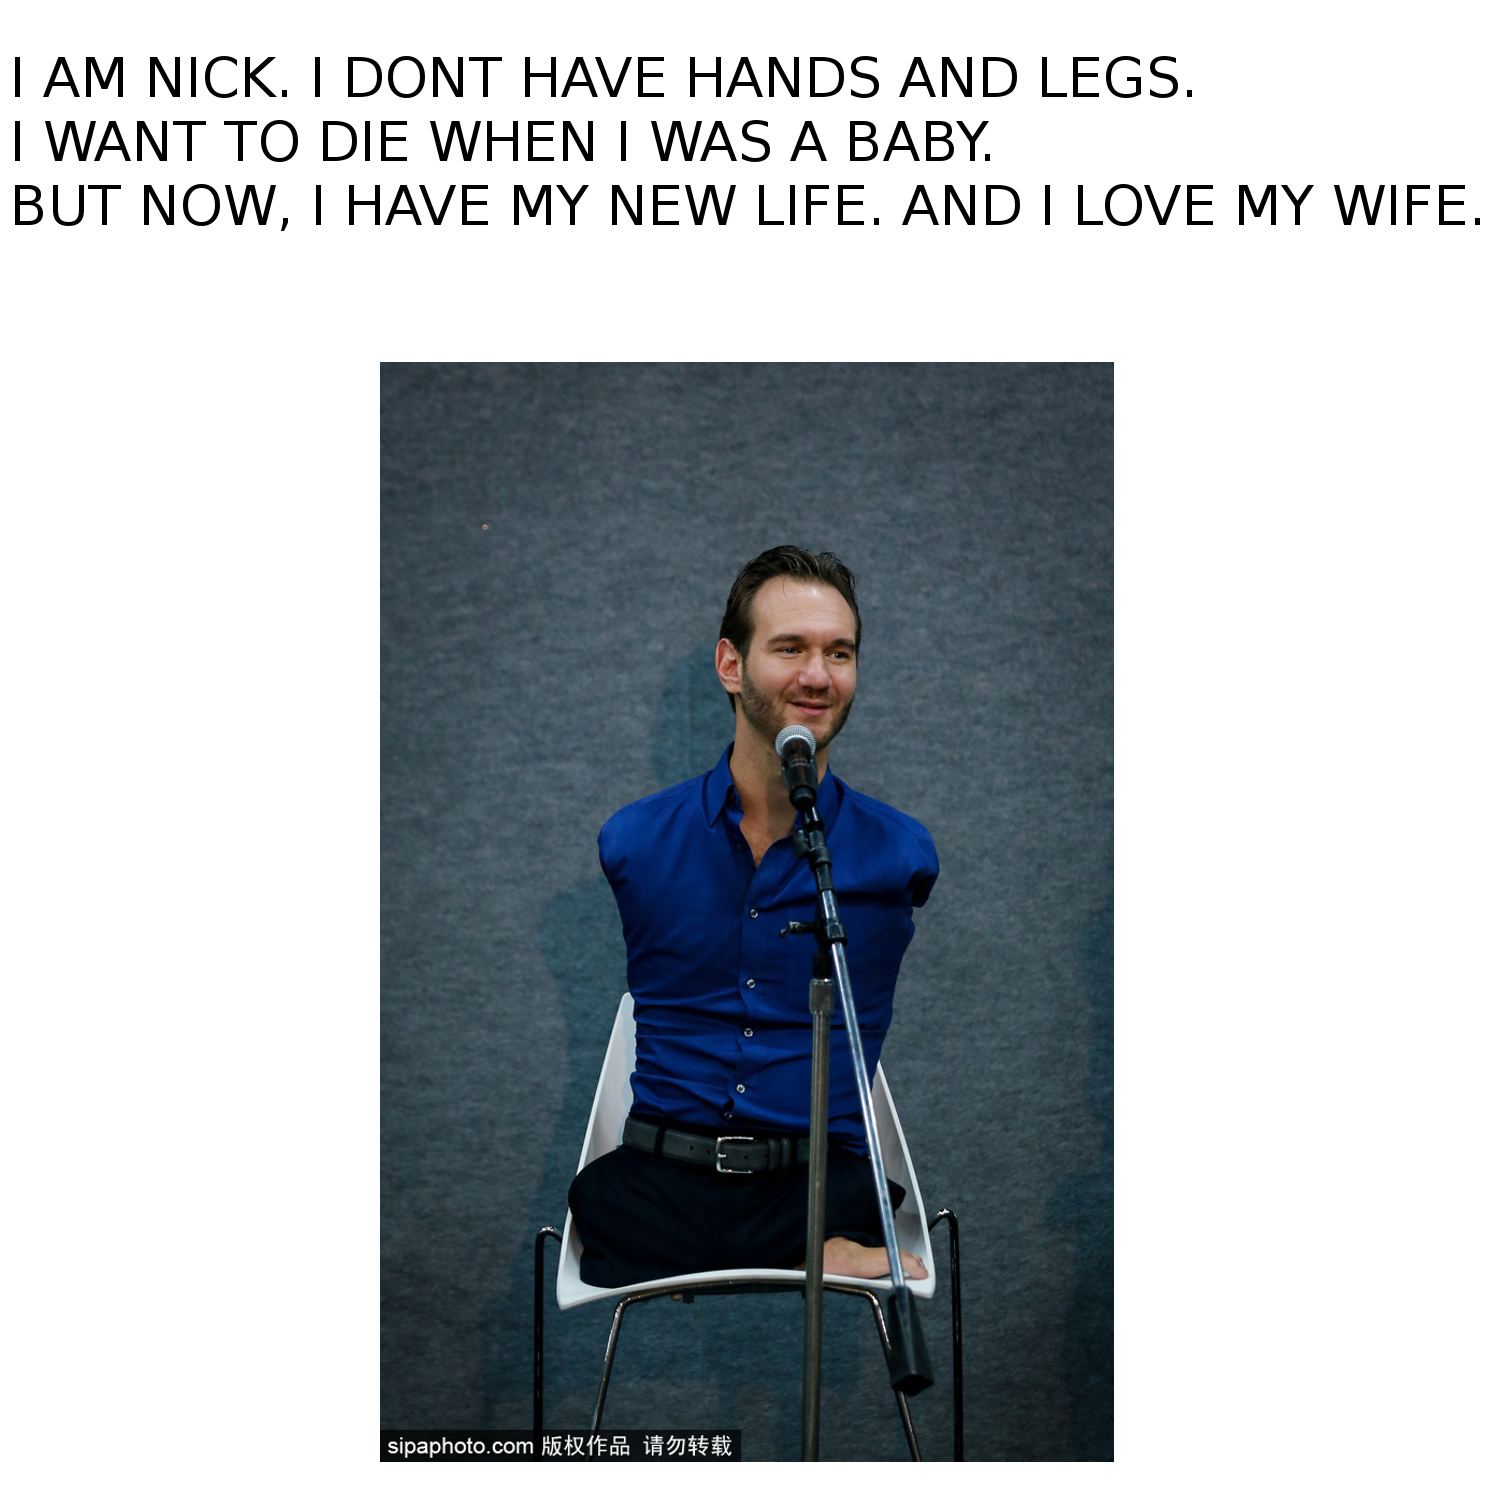 I AM NICK. I DONT HAVE HANDS AND LEGS.
I WANT TO DIE WHEN I WAS A BABY.
BUT NOW, I HAVE MY NEW LIFE. AND I LOVE MY WIFE.
sipaphoto.com 版权作品 请勿转载